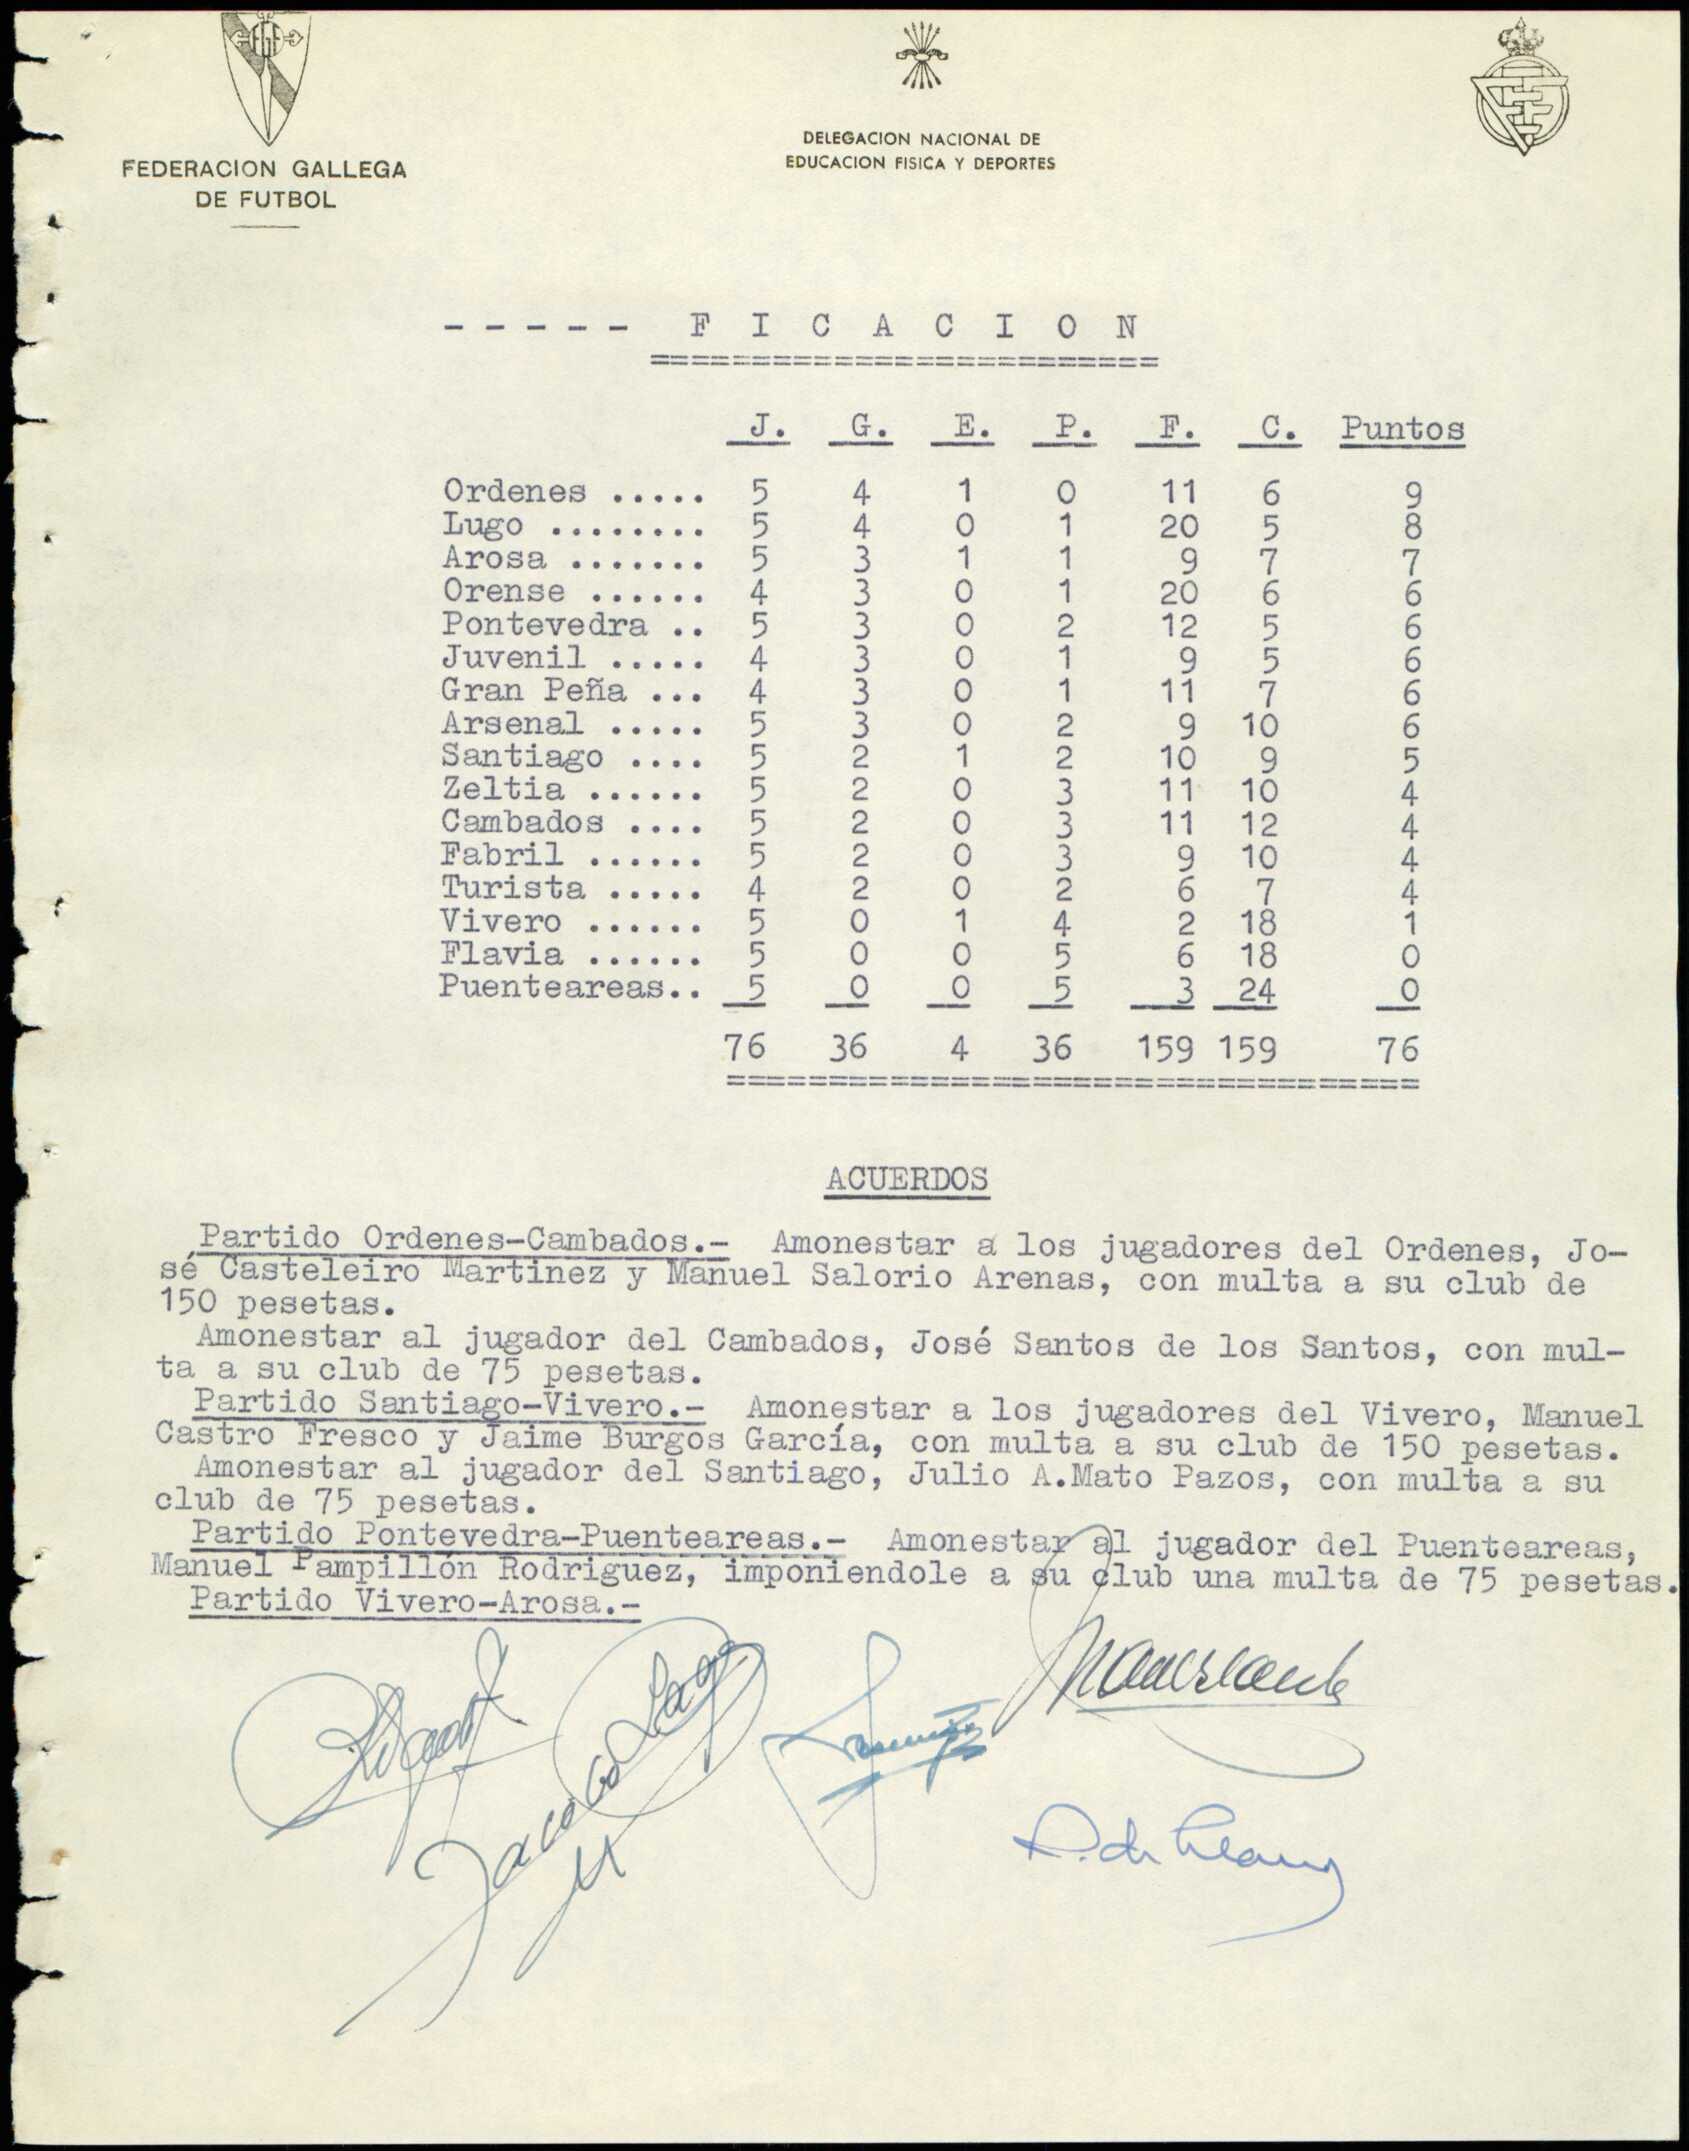 FGF
FEDERACION GALLEGA
DE FUTBOL
DELEGACION NACIONAL DE
EDUCACION FISICA Y DEPORTES
- - - - - F I C A C I O N
=========================
J. G. E. P. F. C. Puntos
Ordenes ..... 5 4 1 0 11 6 9
Lugo ........ 5 4 0 1 20 5 8
Arosa ....... 5 3 1 1 9 7 7
Orense ...... 4 3 0 1 20 6 6
Pontevedra .. 5 3 0 2 12 5 6
Juvenil ..... 4 3 0 1 9 5 6
Gran Peña ... 4 3 0 1 11 7 6
Arsenal ..... 5 3 0 2 9 10 6
Santiago .... 5 2 1 2 10 9 5
Zeltia ...... 5 2 0 3 11 10 4
Cambados .... 5 2 0 3 11 12 4
Fabril ...... 5 2 0 3 9 10 4
Turista ..... 4 2 0 2 6 7 4
Vivero ...... 5 0 1 4 2 18 1
Flavia ...... 5 0 0 5 6 18 0
Puenteareas.. 5 0 0 5 3 24 0
76 36 4 36 159 159 76
==================================
ACUERDOS
Partido Ordenes-Cambados.- Amonestar a los jugadores del Ordenes, Jo-
sé Casteleiro Martinez y Manuel Salorio Arenas, con multa a su club de
150 pesetas.
Amonestar al jugador del Cambados, José Santos de los Santos, con mul-
ta a su club de 75 pesetas.
Partido Santiago-Vivero.- Amonestar a los jugadores del Vivero, Manuel
Castro Fresco y Jaime Burgos García, con multa a su club de 150 pesetas.
Amonestar al jugador del Santiago, Julio A.Mato Pazos, con multa a su
club de 75 pesetas.
Partido Pontevedra-Puenteareas.- Amonestar al jugador del Puenteareas,
Manuel Pampillón Rodriguez, imponiendole a su club una multa de 75 pesetas.
Partido Vivero-Arosa.-
Jacobo Lago